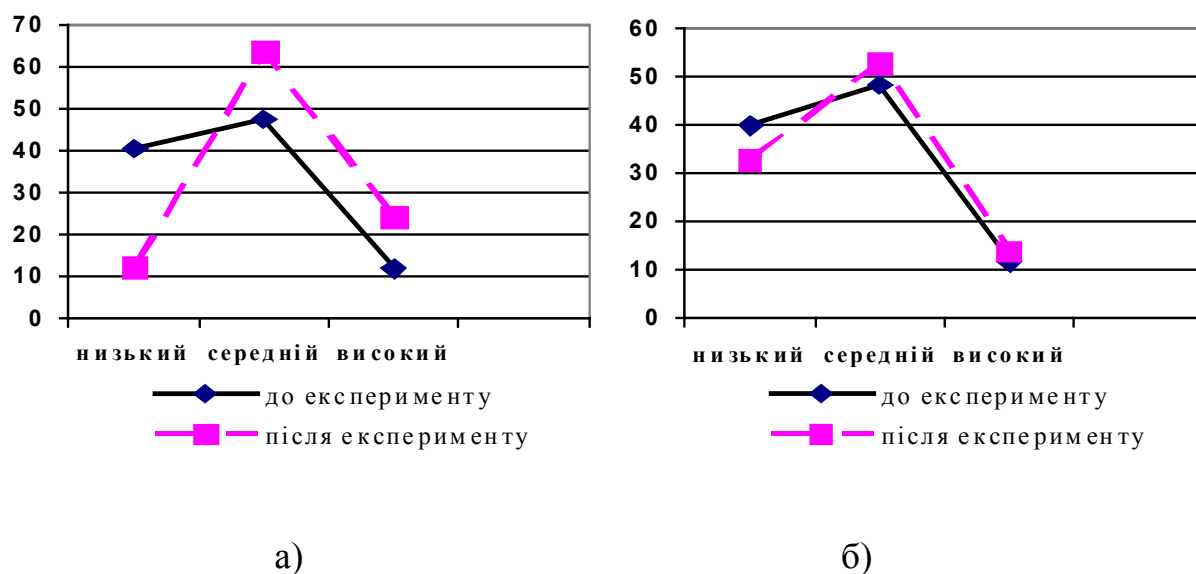 70
60
50
40
30
20
10
0
низький середній високий
до експерименту
після експерименту
а)
60
50
40
30
20
10
0
низький середній високий
до експерименту
після експерименту
б)